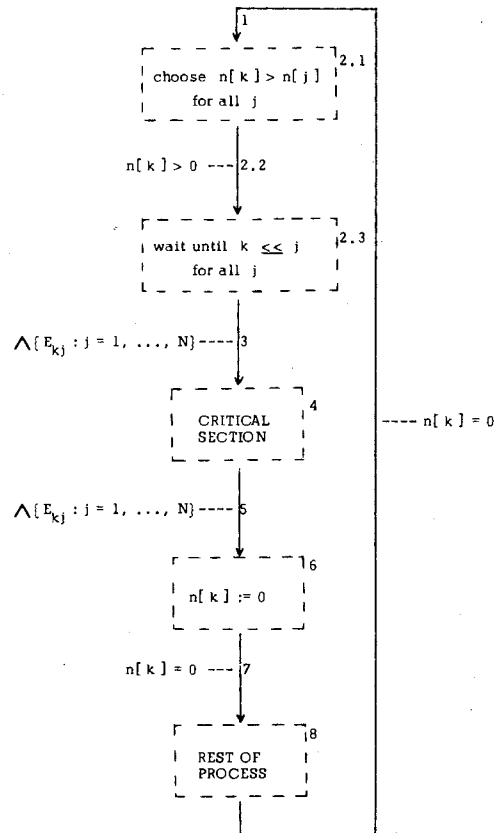 1
2.1
choose n[k] > n[j]
for all j
n[k] > 0 ---- 2.2
2.3
wait until k << j
for all j
∧{E_kj : j = 1, ..., N} ---- 3
4
CRITICAL
SECTION
---- n[k] = 0
∧{E_kj : j = 1, ..., N} ---- 5
6
n[k] := 0
n[k] = 0 ---- 7
8
REST OF
PROCESS